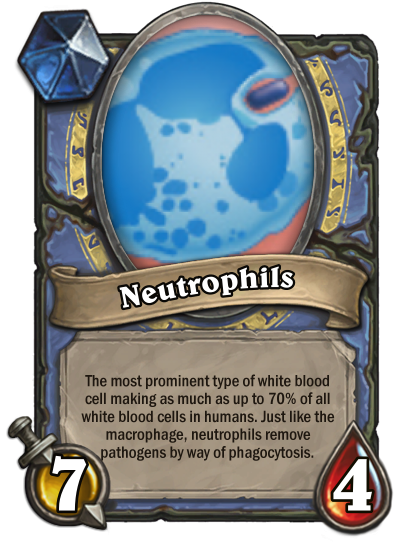 Neutrophils
The most prominent type of white blood
cell making as much as up to 70% of all
white blood cells in humans. Just like the
macrophage, neutrophils remove
pathogens by way of phagocytosis.
7
4